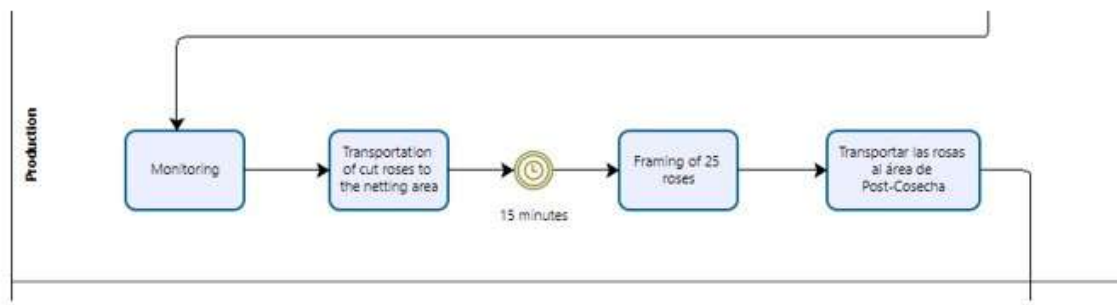 Production
Monitoring
Transportation
of cut roses to
the netting area
15 minutes
Framing of 25
roses
Transportar las rosas
al área de
Post-Cosecha